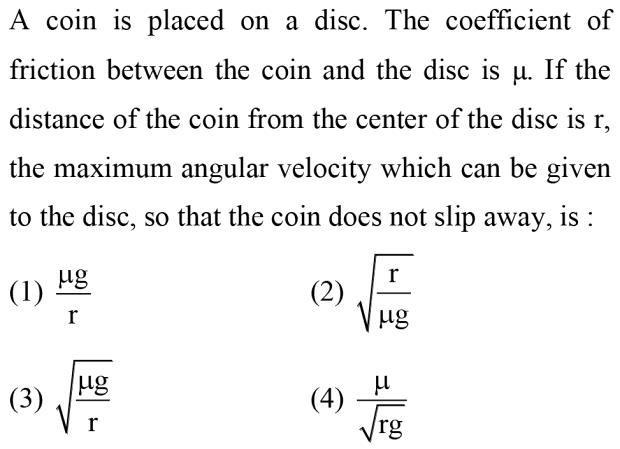 A coin is placed on a disc. The coefficient of
friction between the coin and the disc is μ. If the
distance of the coin from the center of the disc is r,
the maximum angular velocity which can be given
to the disc, so that the coin does not slip away, is :
(1) μg/r (2) √(r/μg)
(3) √(μg/r) (4) μ/√rg